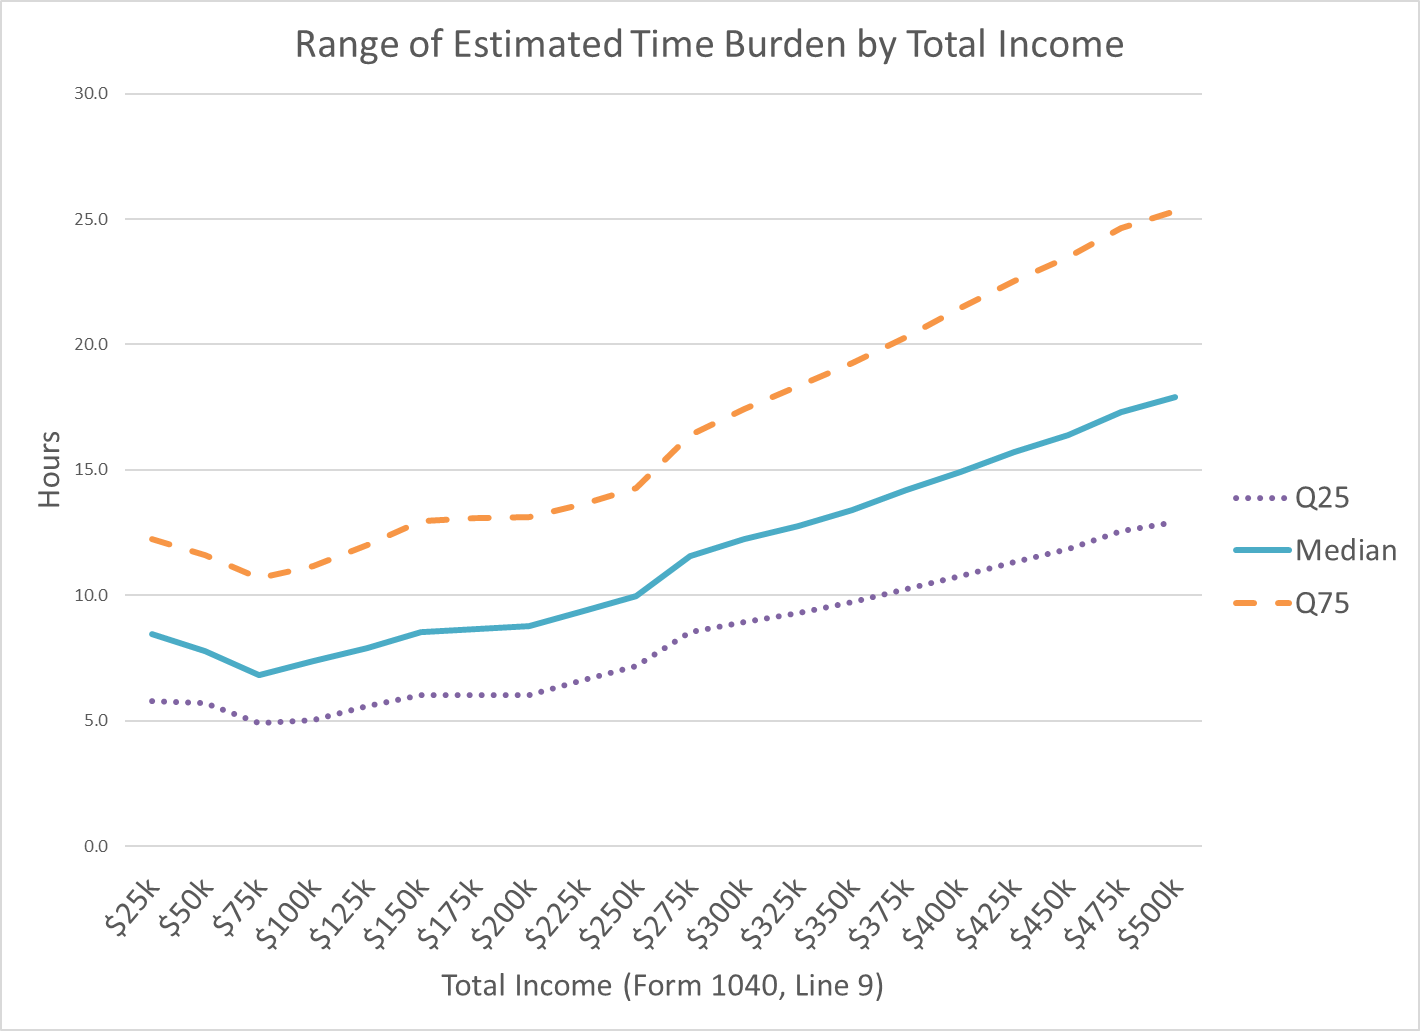 Range of Estimated Time Burden by Total Income
30.0
25.0
20.0
15.0
10.0
5.0
0.0
Hours
$25k
$50k
$75k
$100k
$125k
$150k
$175k
$200k
$225k
$250k
$275k
$300k
$325k
$350k
$375k
$400k
$425k
$450k
$475k
$500k
Total Income (Form 1040, Line 9)
Q25
Median
Q75